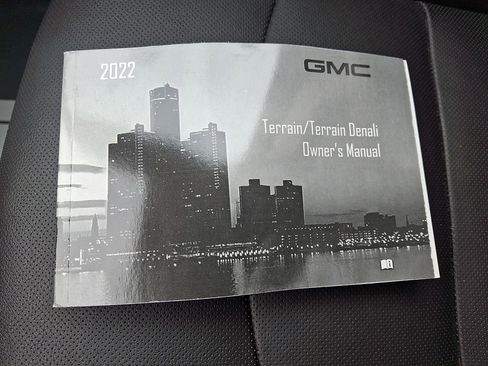 2022
GMC
Terrain/Terrain Denali
Owner's Manual